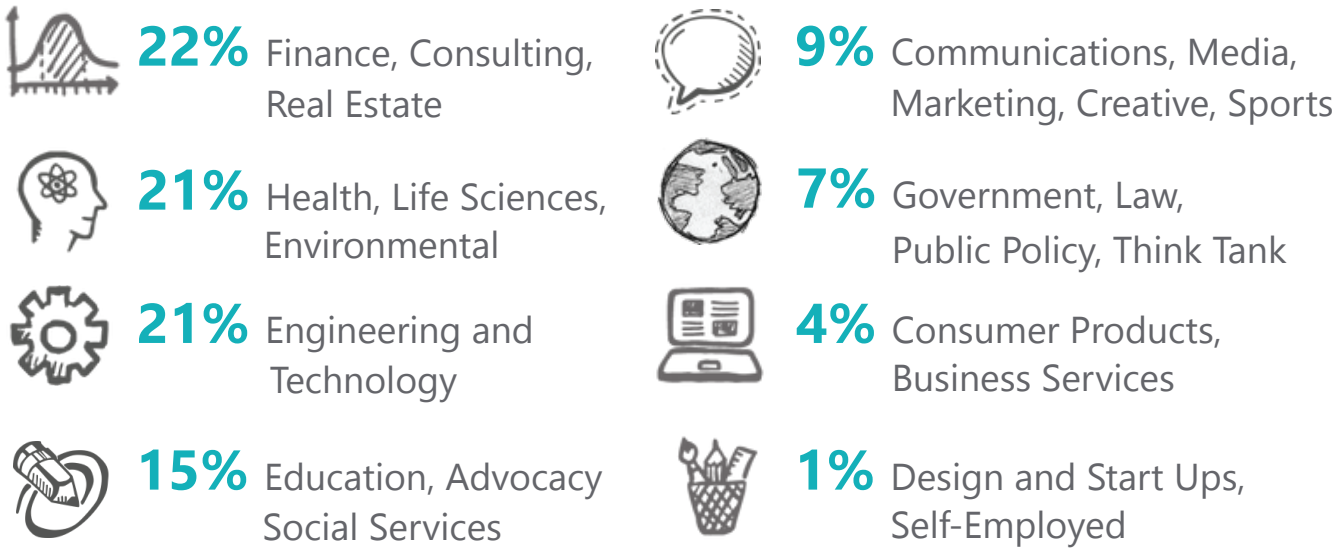 22% Finance, Consulting,
Real Estate
21% Health, Life Sciences,
Environmental
21% Engineering and
Technology
15% Education, Advocacy
Social Services
9% Communications, Media,
Marketing, Creative, Sports
7% Government, Law,
Public Policy, Think Tank
4% Consumer Products,
Business Services
1% Design and Start Ups,
Self-Employed